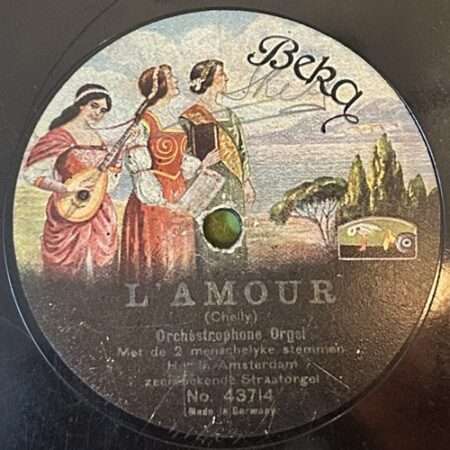 Beka
L'AMOUR
(Chelly)
Orchestrophone Orgel
Met de 2 menschelyke stemmen
in Amsterdam
bekende Straatorgel
No. 43714
Made in Germany